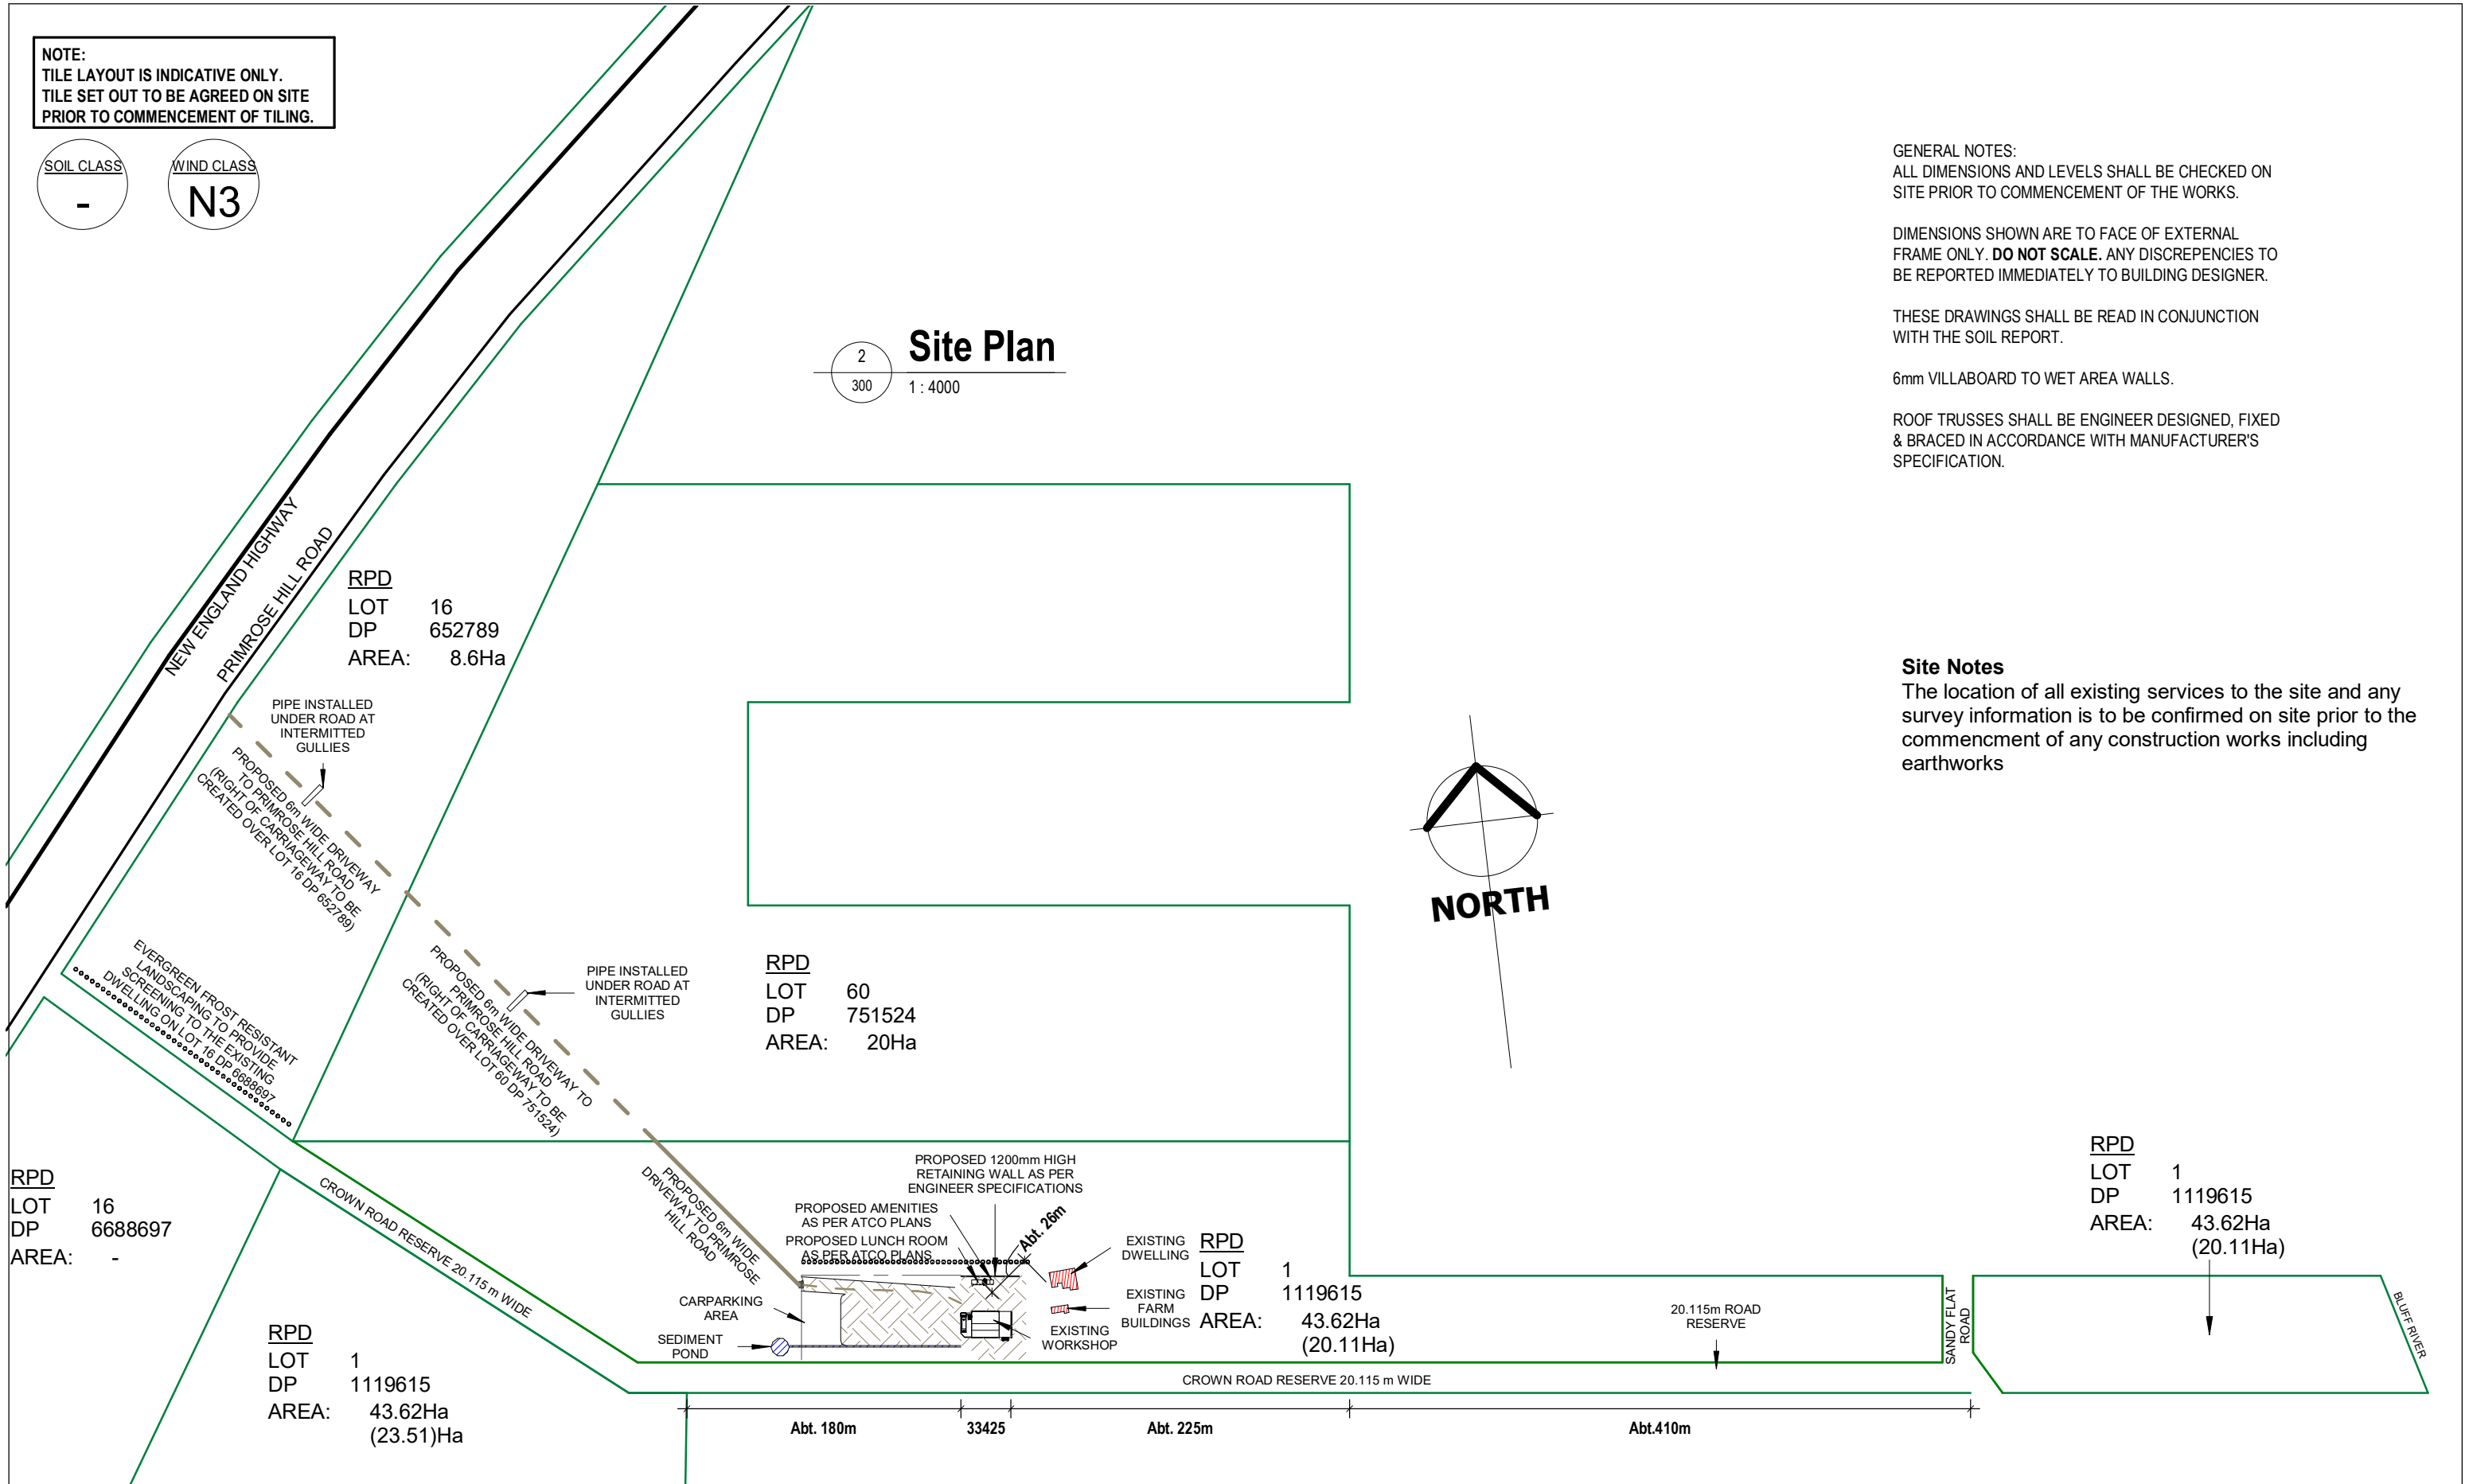 NOTE:
TILE LAYOUT IS INDICATIVE ONLY.
TILE SET OUT TO BE AGREED ON SITE
PRIOR TO COMMENCEMENT OF TILING.
SOIL CLASS
-
WIND CLASS
N3
GENERAL NOTES:
ALL DIMENSIONS AND LEVELS SHALL BE CHECKED ON
SITE PRIOR TO COMMENCEMENT OF THE WORKS.
DIMENSIONS SHOWN ARE TO FACE OF EXTERNAL
FRAME ONLY. DO NOT SCALE. ANY DISCREPENCIES TO
BE REPORTED IMMEDIATELY TO BUILDING DESIGNER.
THESE DRAWINGS SHALL BE READ IN CONJUNCTION
WITH THE SOIL REPORT.
6mm VILLABOARD TO WET AREA WALLS.
ROOF TRUSSES SHALL BE ENGINEER DESIGNED, FIXED
& BRACED IN ACCORDANCE WITH MANUFACTURER'S
SPECIFICATION.
2
300
Site Plan
1 : 4000
NEW ENGLAND HIGHWAY
PRIMROSE HILL ROAD
RPD
LOT 16
DP 652789
AREA: 8.6Ha
Site Notes
The location of all existing services to the site and any
survey information is to be confirmed on site prior to the
commencment of any construction works including
earthworks
PIPE INSTALLED
UNDER ROAD AT
INTERMITTED
GULLIES
PROPOSED 6m WIDE DRIVEWAY
TO PRIMROSE HILL ROAD
(RIGHT OF CARRIAGEWAY TO BE
CREATED OVER LOT 16 DP 652789)
NORTH
EVERGREEN FROST RESISTANT
LANDSCAPING TO PROVIDE
SCREENING TO THE EXISTING
DWELLING ON LOT 16 DP 6688697
PROPOSED 6m WIDE DRIVEWAY TO
PRIMROSE HILL ROAD
(RIGHT OF CARRIAGEWAY TO BE
CREATED OVER LOT 60 DP 751524)
PIPE INSTALLED
UNDER ROAD AT
INTERMITTED
GULLIES
RPD
LOT 60
DP 751524
AREA: 20Ha
RPD
LOT 16
DP 6688697
AREA: -
CROWN ROAD RESERVE 20.115 m WIDE
RPD
LOT 1
DP 1119615
AREA: 43.62Ha
(23.51)Ha
PROPOSED 6m WIDE
DRIVEWAY TO PRIMROSE
HILL ROAD
PROPOSED 1200mm HIGH
RETAINING WALL AS PER
ENGINEER SPECIFICATIONS
PROPOSED AMENITIES
AS PER ATCO PLANS
PROPOSED LUNCH ROOM
AS PER ATCO PLANS
Abt. 26m
EXISTING
DWELLING
EXISTING
FARM
BUILDINGS
EXISTING
WORKSHOP
CARPARKING
AREA
SEDIMENT
POND
RPD
LOT 1
DP 1119615
AREA: 43.62Ha
(20.11Ha)
20.115m ROAD
RESERVE
SANDY FLAT
ROAD
RPD
LOT 1
DP 1119615
AREA: 43.62Ha
(20.11Ha)
BLUFF RIVER
CROWN ROAD RESERVE 20.115 m WIDE
Abt. 180m
33425
Abt. 225m
Abt.410m